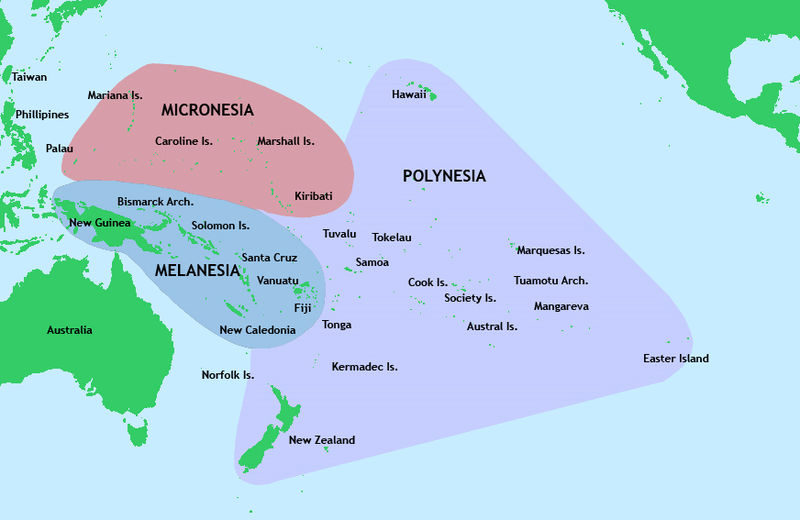 Taiwan
Hawaii
Mariana Is.
MICRONESIA
Phillipines
Palau
Caroline Is.
Marshall Is.
POLYNESIA
Kiribati
Bismarck Arch.
New Guinea
Solomon Is.
Tuvalu
Tokelau
Santa Cruz
Samoa
Marquesas Is.
MELANESIA
Vanuatu
Cook Is.
Tuamotu Arch.
Society Is.
Fiji
Mangareva
Australia
New Caledonia
Tonga
Austral Is.
Easter Island
Norfolk Is.
Kermadec Is.
New Zealand